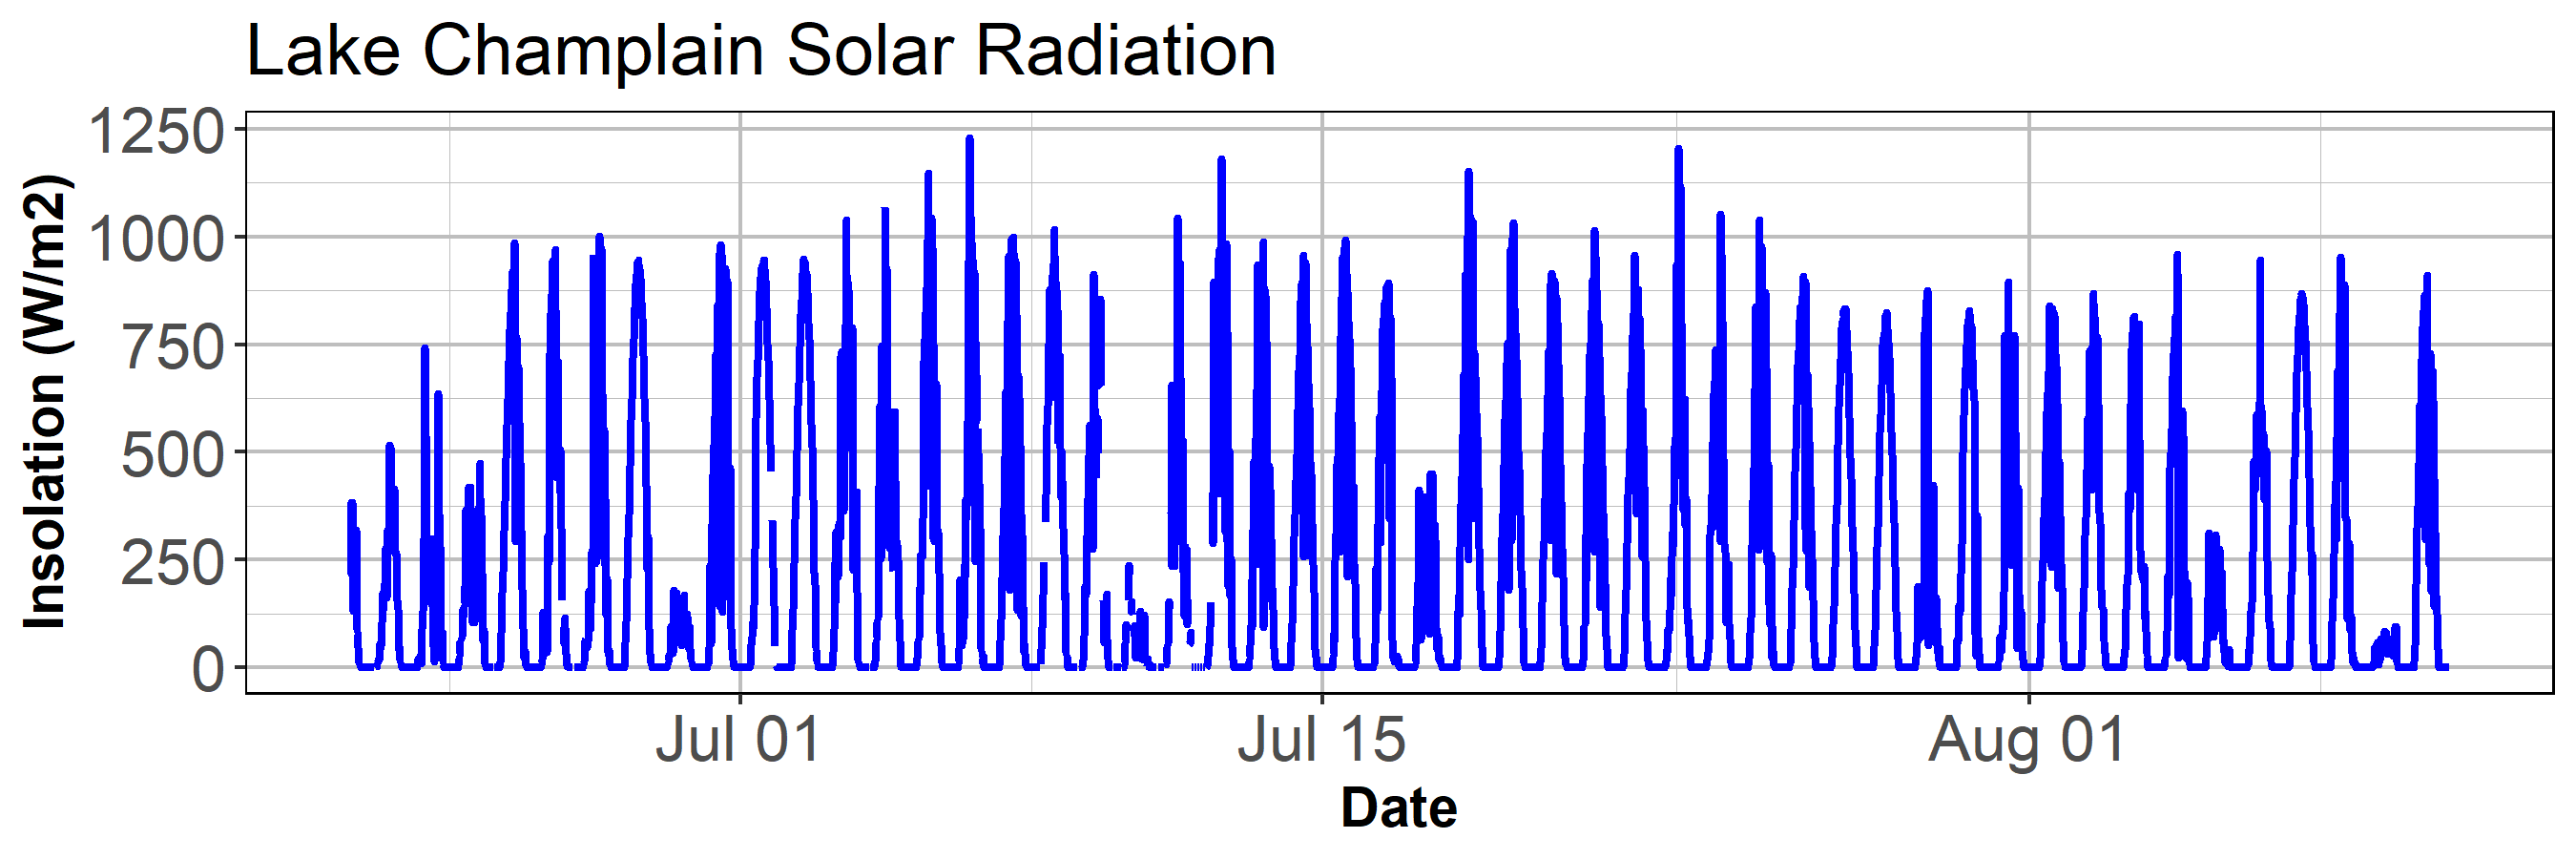 Lake Champlain Solar Radiation
Insolation (W/m2)
1250
1000
750
500
250
0
Jul 01
Jul 15
Aug 01
Date